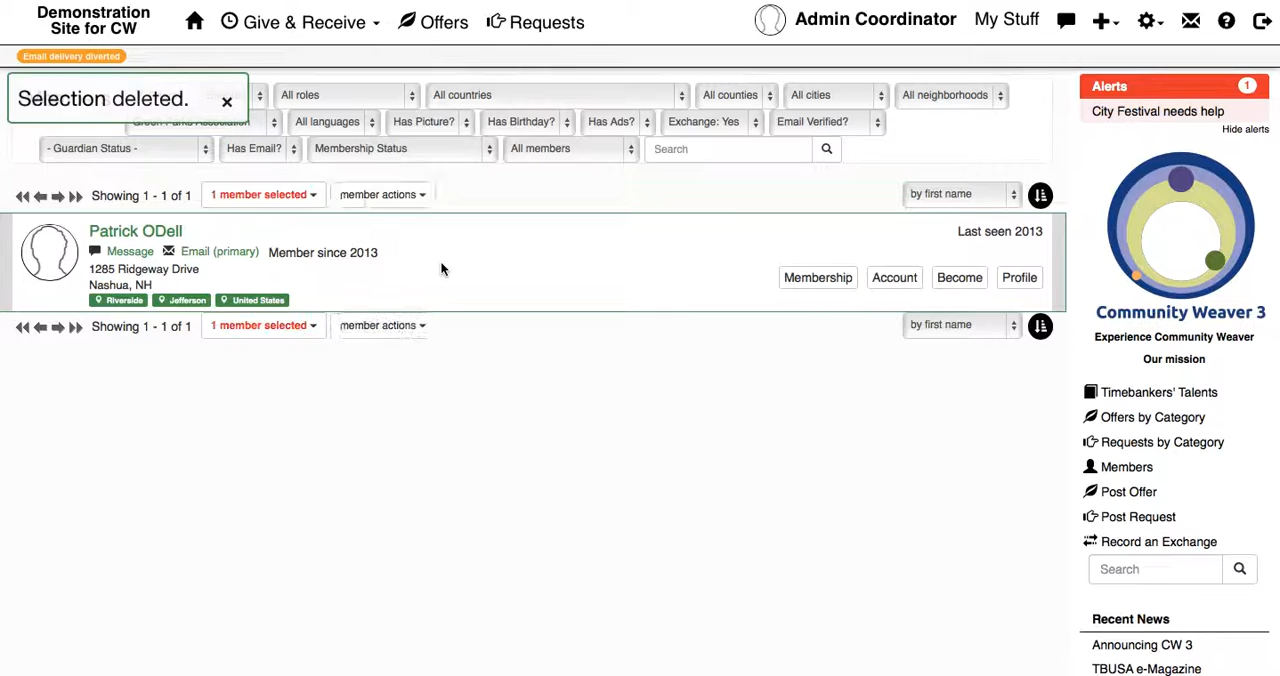 Demonstration
Site for CW
Give & Receive
Offers
Requests
Admin Coordinator
My Stuff
Email delivery diverted
Selection deleted. ×
All roles
All countries
All counties
All cities
All neighborhoods
Green Parks Association
All languages
Has Picture?
Has Birthday?
Has Ads?
Exchange: Yes
Email Verified?
- Guardian Status -
Has Email?
Membership Status
All members
Search
Showing 1 - 1 of 1
1 member selected
member actions
by first name
Patrick ODell
Message
Email (primary)
Member since 2013
Last seen 2013
1285 Ridgeway Drive
Nashua, NH
Riverside
Jefferson
United States
Membership
Account
Become
Profile
Showing 1 - 1 of 1
1 member selected
member actions
by first name
Alerts 1
City Festival needs help
Hide alerts
Community Weaver 3
Experience Community Weaver
Our mission
Timebankers' Talents
Offers by Category
Requests by Category
Members
Post Offer
Post Request
Record an Exchange
Search
Recent News
Announcing CW 3
TBUSA e-Magazine